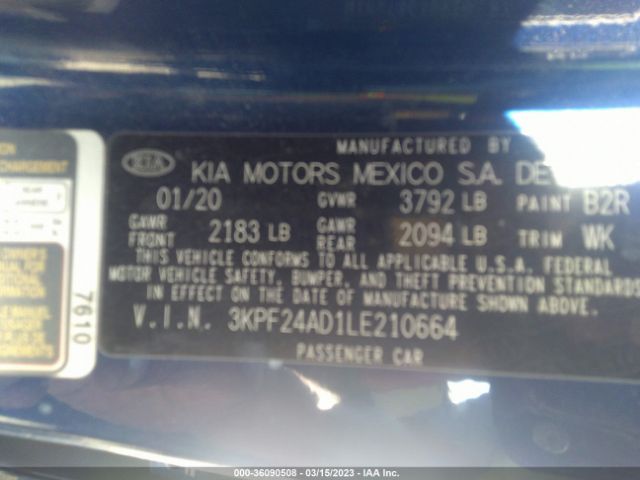 MANUFACTURED BY
KIA
KIA MOTORS MEXICO S.A. DE
01/20 GVWR 3792 LB PAINT B2R
GAWR FRONT 2183 LB GAWR REAR 2094 LB TRIM WK
THIS VEHICLE CONFORMS TO ALL APPLICABLE U.S.A. FEDERAL
MOTOR VEHICLE SAFETY, BUMPER, AND THEFT PREVENTION STANDARDS
IN EFFECT ON THE DATE OF MANUFACTURE SHOWN ABOVE.
V.I.N. 3KPF24AD1LE210664
PASSENGER CAR
7610
000-36090508 — 03/15/2023 — IAA Inc.